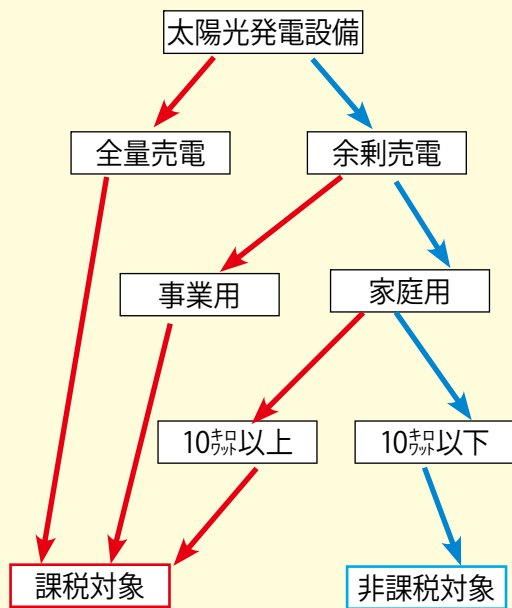 太陽光発電設備
全量売電
余剰売電
事業用
家庭用
10㌔㍗以上
10㌔㍗以下
課税対象
非課税対象